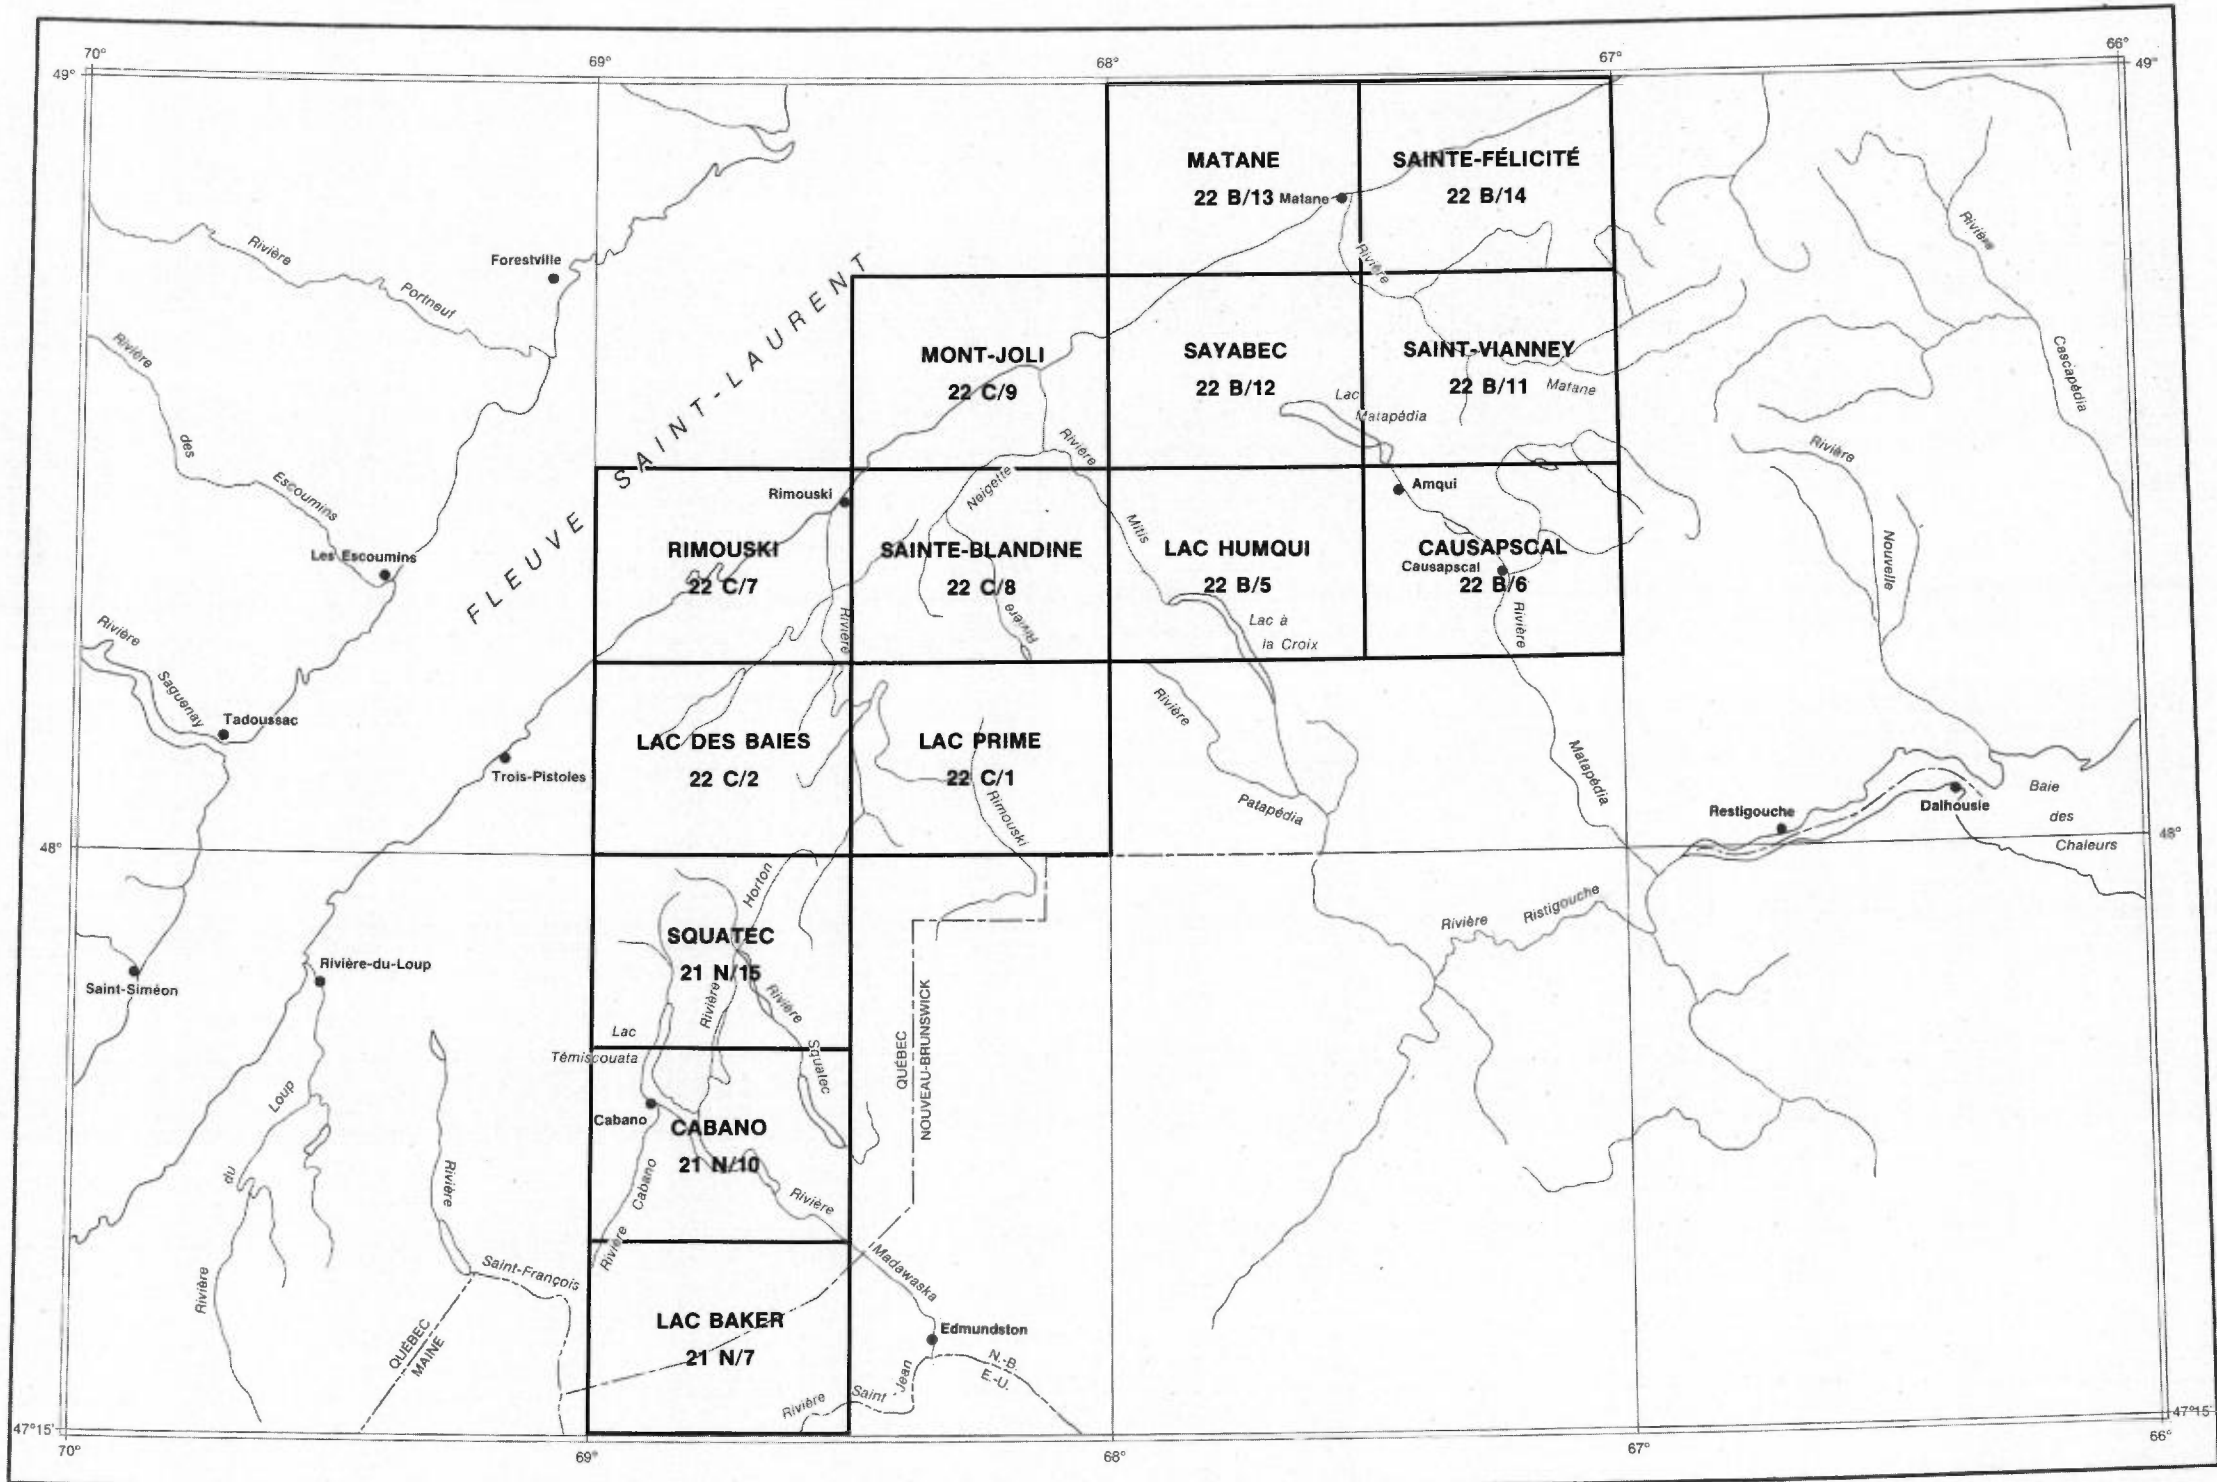 70°
69°
68°
67°
66°
49°
49°
MATANE
22 B/13
Matane
SAINTE-FÉLICITÉ
22 B/14
Rivière
Rivière
Portneuf
Forestville
Rivière
des
Escoumins
Les Escoumins
FLEUVE SAINT-LAURENT
MONT-JOLI
22 C/9
SAYABEC
22 B/12
SAINT-VIANNEY
22 B/11
Matane
Lac
Matapédia
Rivière
Cascapédia
Rivière
Nouvelle
Rimouski
RIMOUSKI
22 C/7
Rivière
Neigette
SAINTE-BLANDINE
22 C/8
Rivière
Rivière
Mitis
LAC HUMQUI
22 B/5
Lac à
la Croix
Amqui
CAUSAPSCAL
Causapscal
22 B/6
Rivière
Matapédia
Rivière
Saguenay
Tadoussac
Trois-Pistoles
LAC DES BAIES
22 C/2
LAC PRIME
22 C/1
Rimouski
Rivière
Patapédia
Restigouche
Dalhousie
Baie
des
Chaleurs
48°
48°
Rivière
Ristigouche
Saint-Siméon
Rivière-du-Loup
Horton
SQUATEC
21 N/15
Rivière
Rivière
Squatec
Lac
Témiscouata
QUÉBEC
NOUVEAU-BRUNSWICK
Cabano
CABANO
21 N/10
Rivière
Cabano
Rivière
Madawaska
Loup
du
Rivière
Rivière
Saint-François
QUÉBEC
MAINE
LAC BAKER
21 N/7
Edmundston
N.-B.
E.-U.
Rivière
Saint-Jean
47°15'
47°15'
70°
69°
68°
67°
66°